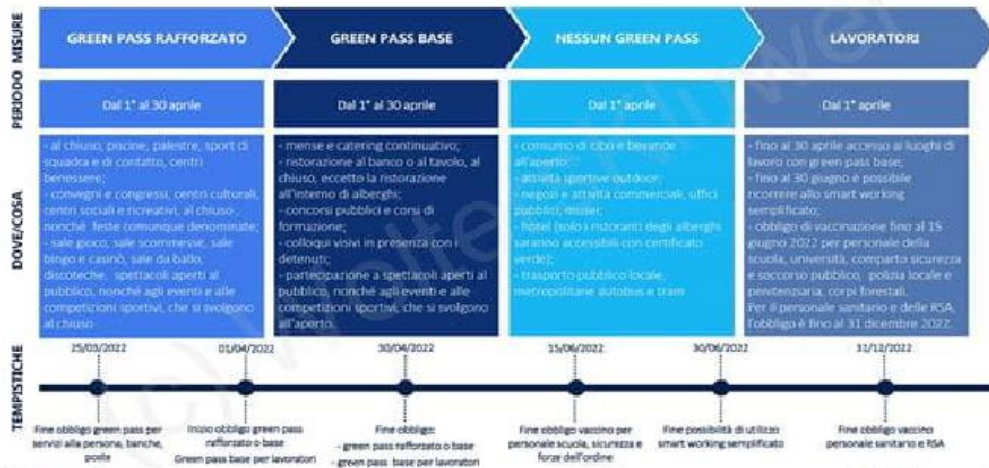 MISURE
GREEN PASS RAFFORZATO
GREEN PASS BASE
NESSUN GREEN PASS
LAVORATORI
PERIODO
Dal 1° al 30 aprile
Dal 1° al 30 aprile
Dal 1° aprile
Dal 1° aprile
DOVE/COSA
- al chiuso, piscine, palestre, sport di
squadra e di contatto, centri
benessere;
- convegni e congressi, centri culturali,
centri sociali e ricreativi, al chiuso,
nonché feste comunque denominate;
- sale gioco, sale scommesse, sale
bingo e casinò, sale da ballo,
discoteche, spettacoli aperti al
pubblico, nonché agli eventi e alle
competizioni sportivi, che si svolgono
al chiuso
- mense e catering continuativo;
- ristorazione al banco o al tavolo, al
chiuso, eccetto la ristorazione
all'interno di alberghi;
- concorsi pubblici e corsi di
formazione;
- colloqui visivi in presenza con i
detenuti;
- partecipazione a spettacoli aperti al
pubblico, nonché agli eventi e alle
competizioni sportivi, che si svolgono
all'aperto.
- consumo di cibo e bevande
all'aperto;
- attività sportive outdoor;
- negozi e attività commerciali, uffici
pubblici, musei;
- hotel (solo i ristoranti degli alberghi
saranno accessibili con certificato
verde);
- trasporto pubblico locale,
metropolitane autobus e tram
- fino al 30 aprile accesso ai luoghi di
lavoro con green pass base;
- fino al 30 giugno è possibile
ricorrere allo smart working
semplificato;
- obbligo di vaccinazione fino al 15
giugno 2022 per personale della
scuola, università, comparto sicurezza
e soccorso pubblico, polizia locale e
penitenziaria, corpi forestali.
Per il personale sanitario e delle RSA,
l'obbligo è fino al 31 dicembre 2022.
TEMPISTICHE
25/03/2022
01/04/2022
30/04/2022
15/06/2022
30/06/2022
31/12/2022
Fine obbligo green pass per
servizi alla persona, banche,
poste
Inizio obbligo green pass
rafforzato o base
Green pass base per lavoratori
Fine obbligo:
- green pass rafforzato o base
- green pass base per lavoratori
Fine obbligo vaccino per
personale scuola, sicurezza e
forze dell'ordine
Fine possibilità di utilizzo
smart working semplificato
Fine obbligo vaccino
personale sanitario e RSA
(c) Wolters Kluwer